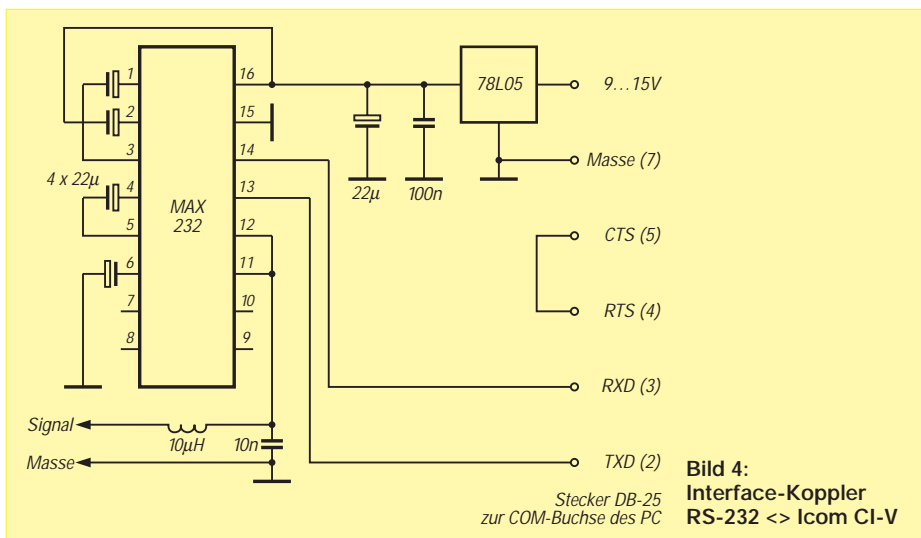 1
16
78L05
9...15V
2
15
3
14
Masse (7)
4 x 22µ
4
13
22µ
100n
MAX
232
5
12
CTS (5)
6
11
7
10
RTS (4)
8
9
RXD (3)
Signal
10µH
10n
Masse
TXD (2)
Stecker DB-25
zur COM-Buchse des PC
Bild 4:
Interface-Koppler
RS-232 <> Icom CI-V